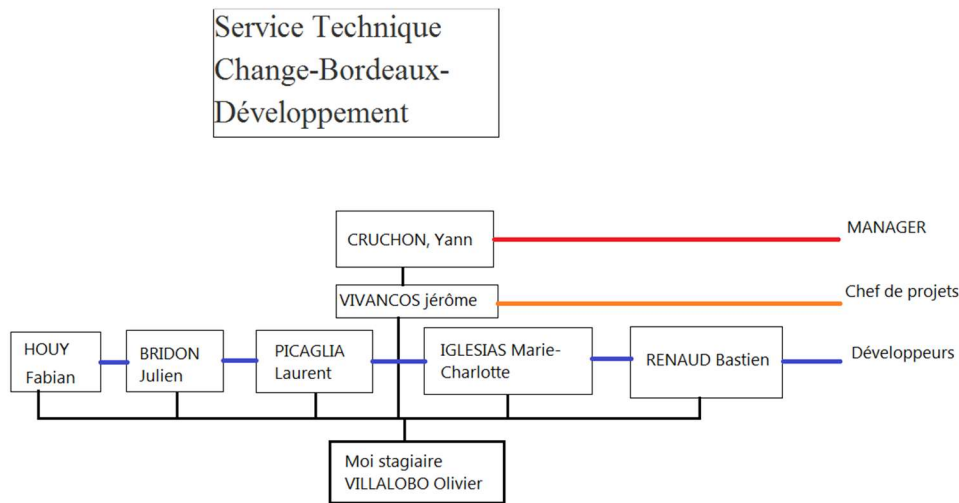 Service Technique
Change-Bordeaux-
Développement
CRUCHON, Yann
MANAGER
VIVANCOS jérôme
Chef de projets
HOUY
Fabian
BRIDON
Julien
PICAGLIA
Laurent
IGLESIAS Marie-
Charlotte
RENAUD Bastien
Développeurs
Moi stagiaire
VILLALOBO Olivier